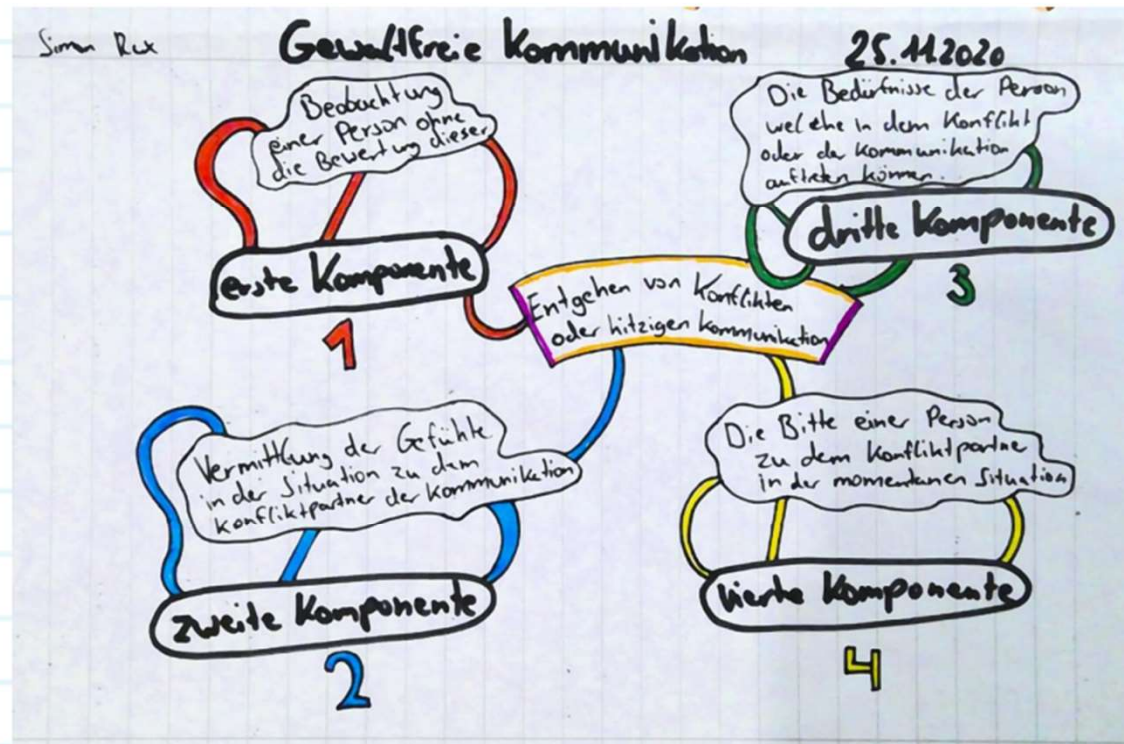 Simon Rux
Gewaltfreie Kommunikation
25.11.2020
Beobachtung
einer Person ohne
die Bewertung dieser
erste Komponente
1
Die Bedürfnisse der Person
welche in dem Konflikt
oder der Kommunikation
auftreten können.
dritte Komponente
3
Entgehen von Konflikten
oder hitzigen Kommunikation
Vermittlung der Gefühle
in der Situation zu dem
Konfliktpartner der Kommunikation
zweite Komponente
2
Die Bitte einer Person
zu dem Konfliktpartner
in der momentanen Situation
vierte Komponente
4